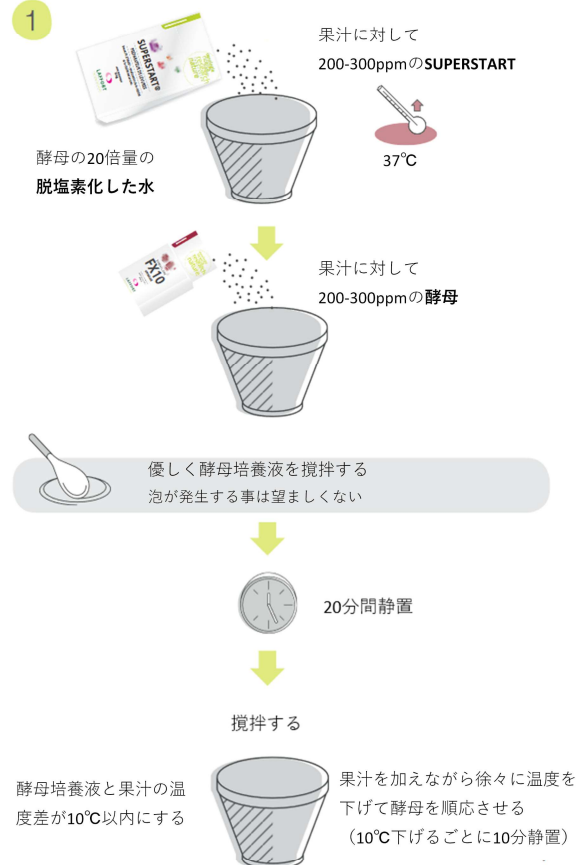 1
SUPERSTART®
LAFFORT
果汁に対して
200-300ppmのSUPERSTART
37℃
酵母の20倍量の
脱塩素化した水
FX10
果汁に対して
200-300ppmの酵母
優しく酵母培養液を撹拌する
泡が発生する事は望ましくない
20分間静置
撹拌する
酵母培養液と果汁の温
度差が10℃以内にする
果汁を加えながら徐々に温度を
下げて酵母を順応させる
（10℃下げるごとに10分静置）